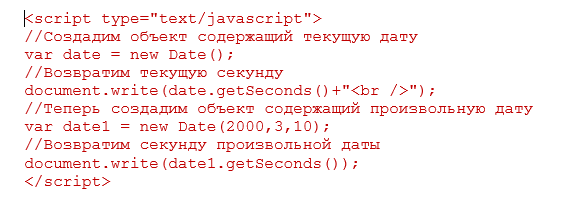 <script type="text/javascript">
//Создадим объект содержащий текущую дату
var date = new Date();
//Возвратим текущую секунду
document.write(date.getSeconds()+"<br />");
//Теперь создадим объект содержащий произвольную дату
var date1 = new Date(2000,3,10);
//Возвратим секунду произвольной даты
document.write(date1.getSeconds());
</script>